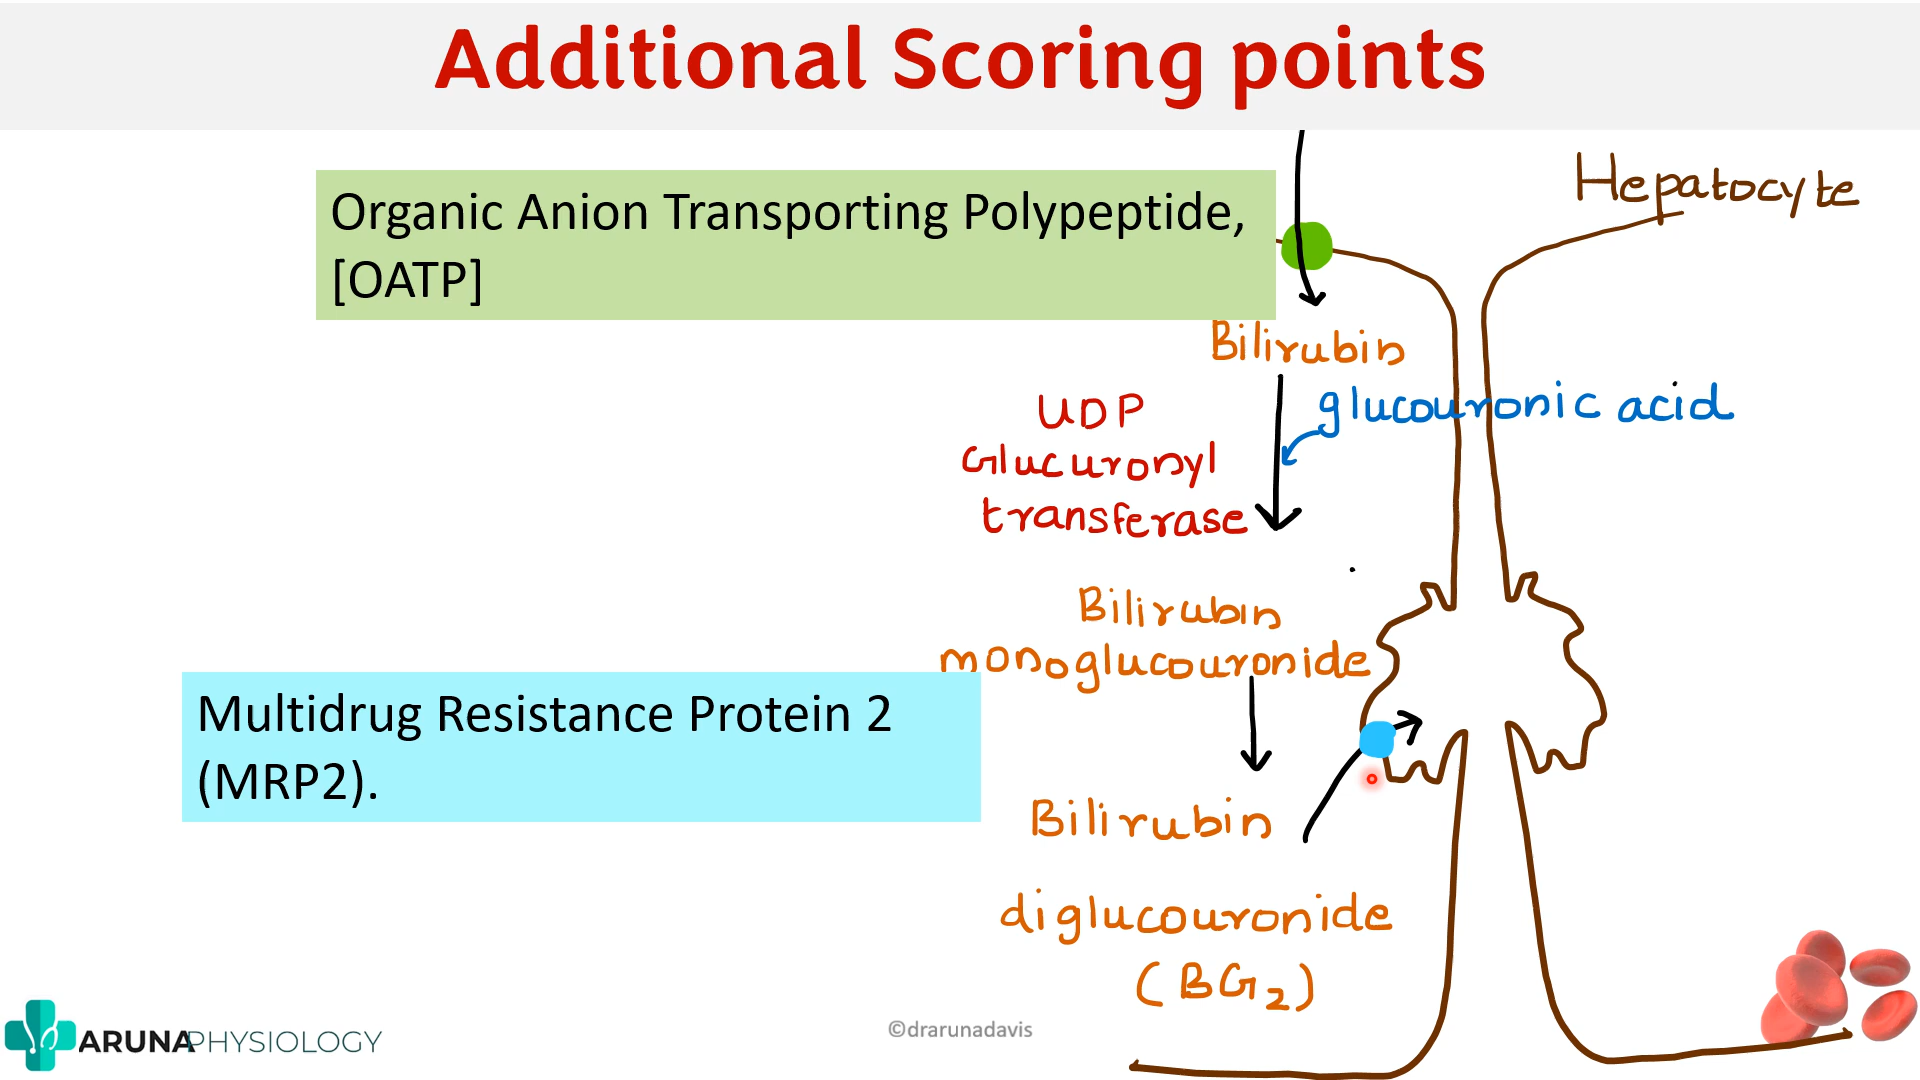 Additional Scoring points
Organic Anion Transporting Polypeptide,
[OATP]
Hepatocyte
Bilirubin
glucouronic acid
UDP
Glucuronyl
transferase
Bilirubin
monoglucouronide
Multidrug Resistance Protein 2
(MRP2).
Bilirubin
diglucouronide
(BG2)
ARUNAPHYSIOLOGY
©drarunadavis